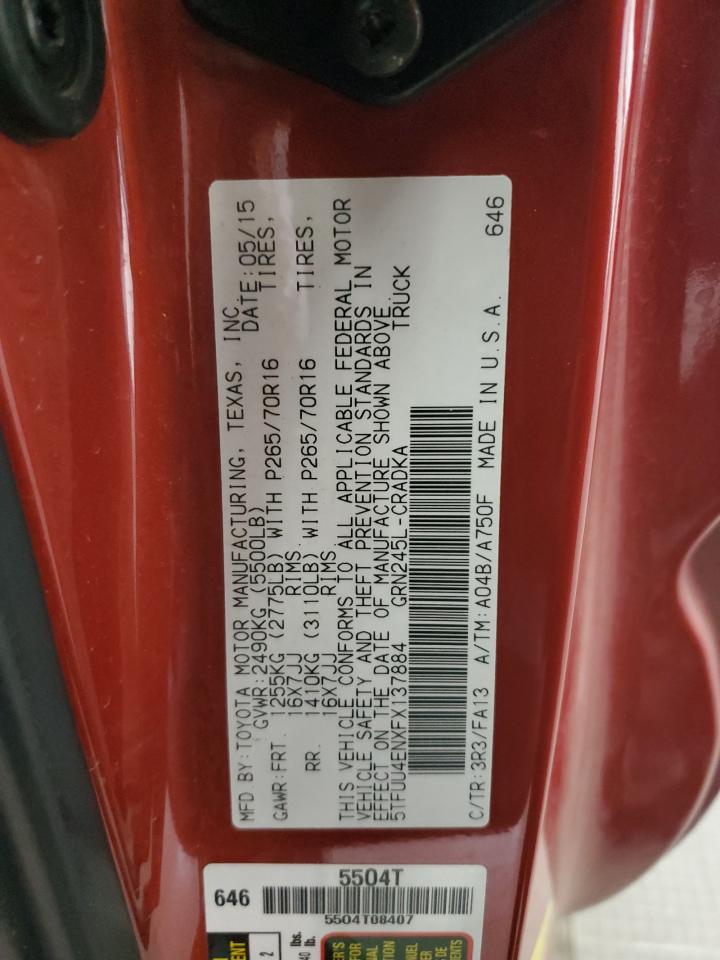 MFD. BY: TOYOTA MOTOR MANUFACTURING, TEXAS, INC.
GVWR: 2490KG (5500LB) DATE: 05/15
GAWR: FRT. 1255KG (2775LB) WITH P265/70R16 TIRES,
16X7JJ RIMS.
RR. 1410KG (3110LB) WITH P265/70R16 TIRES,
16X7JJ RIMS
THIS VEHICLE CONFORMS TO ALL APPLICABLE FEDERAL MOTOR
VEHICLE SAFETY AND THEFT PREVENTION STANDARDS IN
EFFECT ON THE DATE OF MANUFACTURE SHOWN ABOVE.
5TFUU4ENXFX137884 GRN245L-CRADKA TRUCK
C/TR: 3R3/FA13 A/TM: A04B/A750F MADE IN U.S.A. 646
646 5504T
5504T08407